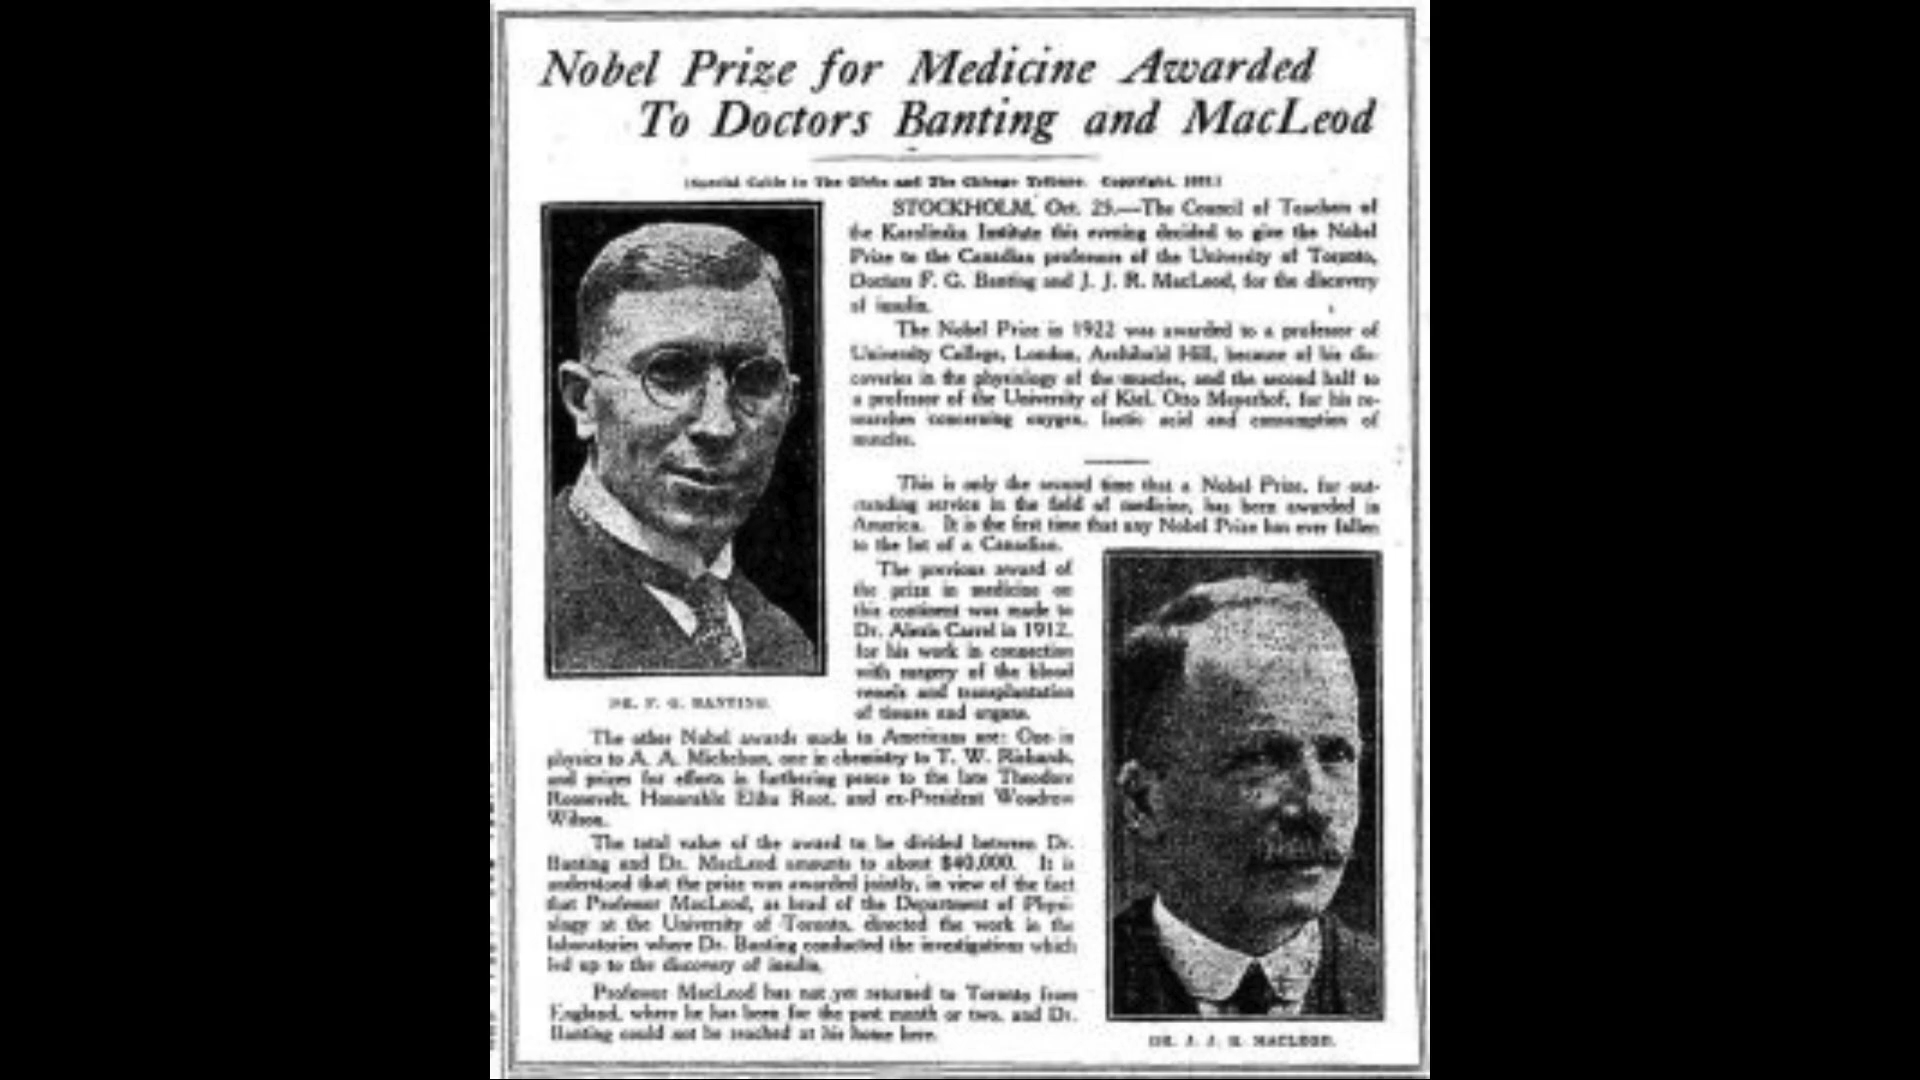 Nobel Prize for Medicine Awarded
To Doctors Banting and MacLeod
(Special Cable to The Globe and The Chicago Tribune. Copyright,
STOCKHOLM, Oct. 25.—The Council of Teachers of
the Karolinska Institute this evening decided to give the Nobel
Prize to the Canadian professors of the University of Toronto,
Doctors F. G. Banting and J. J. R. MacLeod, for the discovery
of insulin.
The Nobel Prize in 1922 was awarded to a professor of
University College, London, Archibald Hill, because of his dis-
coveries in the physiology of the muscles, and the second half to
a professor of the University of Kiel, Otto Meyerhof, for his re-
searches concerning oxygen, lactic acid and consumption of
muscles.
This is only the second time that a Nobel Prize, for out-
standing service in the field of medicine, has been awarded in
America. It is the first time that any Nobel Prize has ever fallen
to the lot of a Canadian.
The previous award of
the prize in medicine on
this continent was made to
Dr. Alexis Carrel in 1912,
for his work in connection
with surgery of the blood
vessels and transplantation
of tissues and organs.
DR. F. G. BANTING.
The other Nobel awards made to Americans are: One in
physics to A. A. Michelson, one in chemistry to T. W. Richards,
and prizes for efforts in furthering peace to the late Theodore
Roosevelt, Honorable Elihu Root, and ex-President Woodrow
Wilson.
The total value of the award to be divided between Dr.
Banting and Dr. MacLeod amounts to about $40,000. It is
understood that the prize was awarded jointly, in view of the fact
that Professor MacLeod, as head of the Department of Physi-
ology at the University of Toronto, directed the work in the
laboratories where Dr. Banting conducted the investigations which
led up to the discovery of insulin.
Professor MacLeod has not yet returned to Toronto from
England, where he has been for the past month or two, and Dr.
Banting could not be reached at his home here.
DR. J. J. R. MACLEOD.